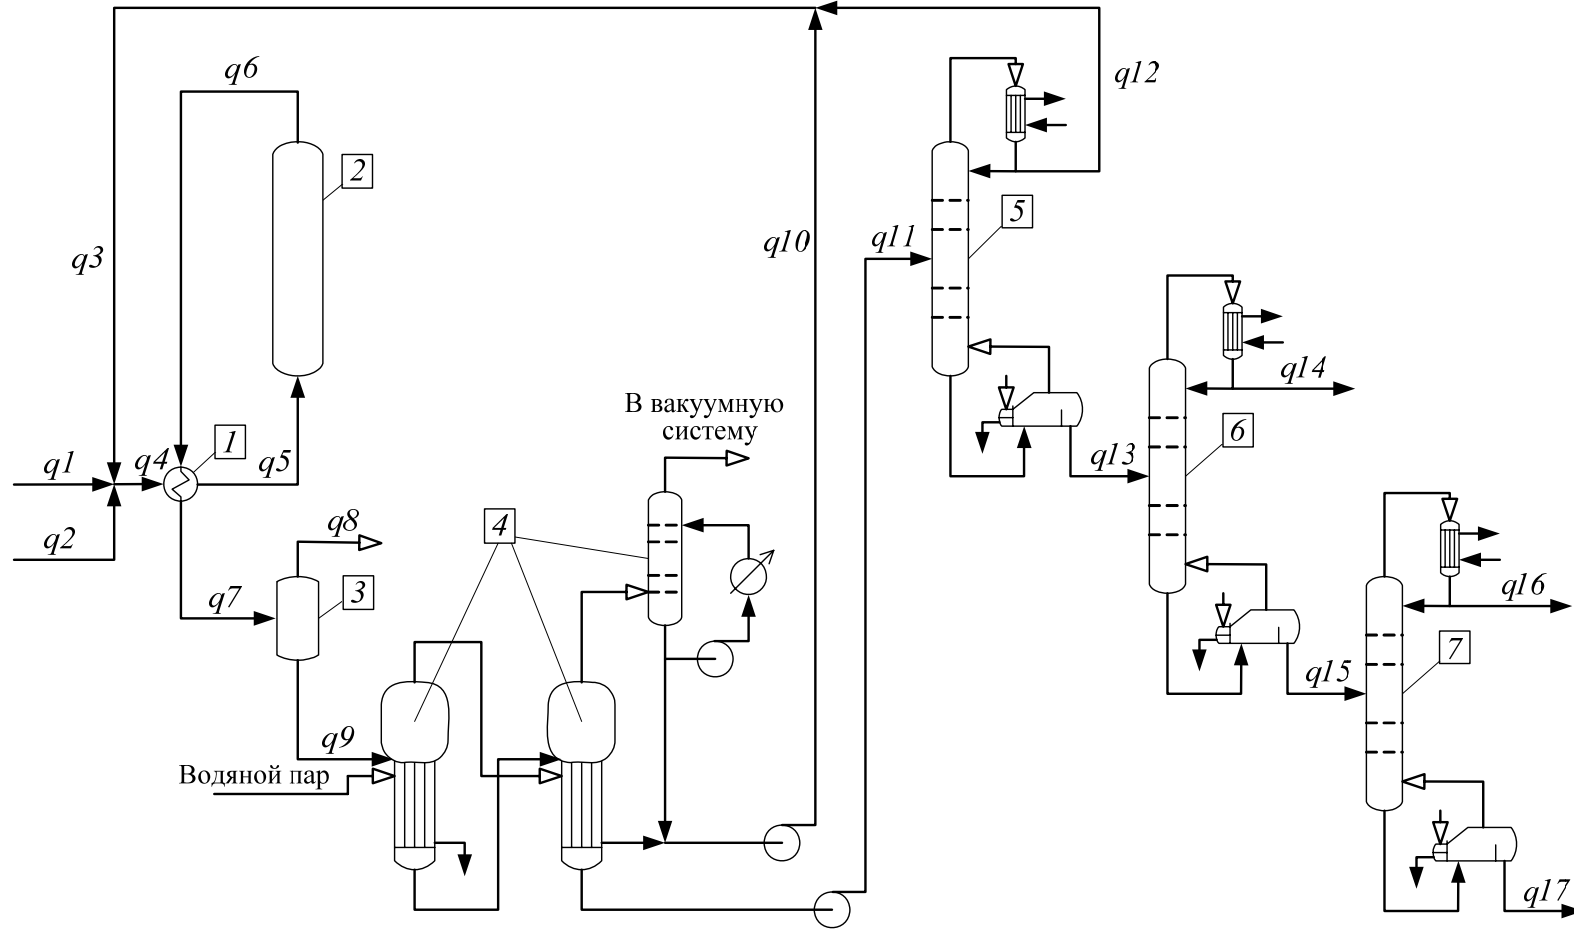 q12
q6
2
5
q11
q10
q3
q14
В вакуумную
систему
6
1
q4
q5
q1
q13
q2
q8
4
3
q7
q16
7
q15
q9
Водяной пар
q17